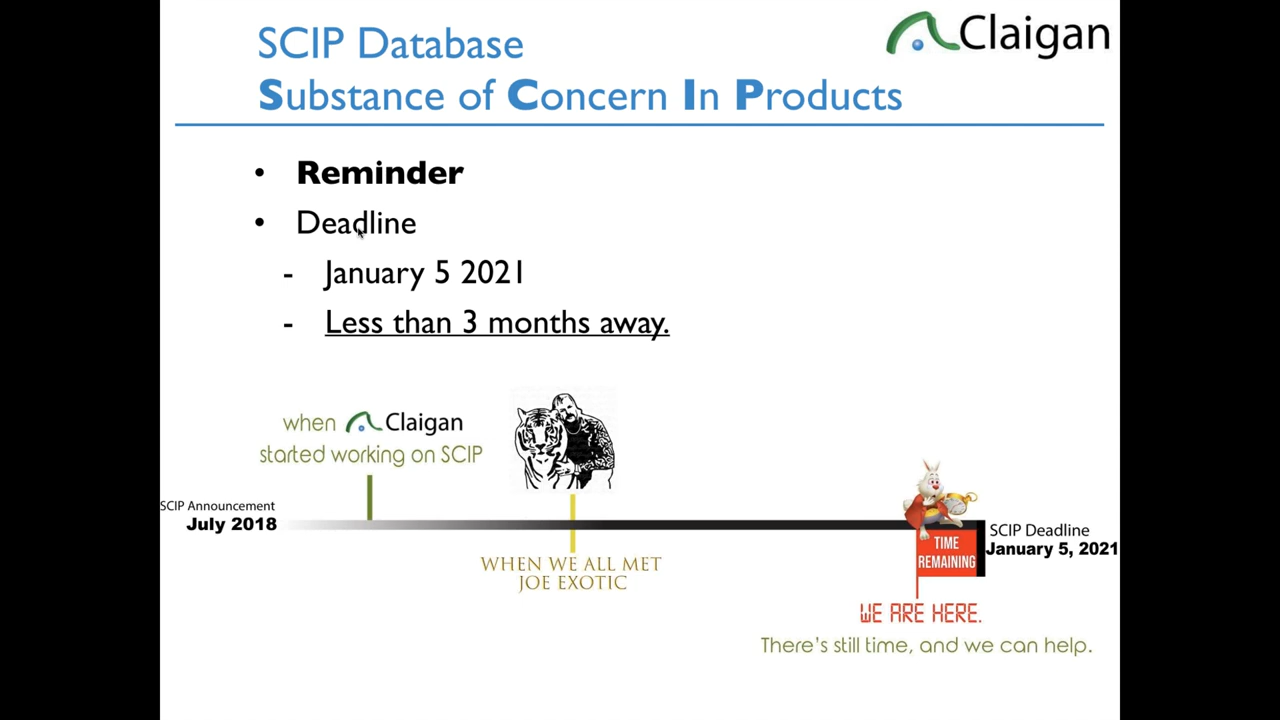 SCIP Database
Claigan
Substance of Concern In Products
• Reminder
• Deadline
- January 5 2021
- Less than 3 months away.
when Claigan
started working on SCIP
SCIP Announcement
July 2018
WHEN WE ALL MET
JOE EXOTIC
TIME
REMAINING
SCIP Deadline
January 5, 2021
WE ARE HERE.
There's still time, and we can help.